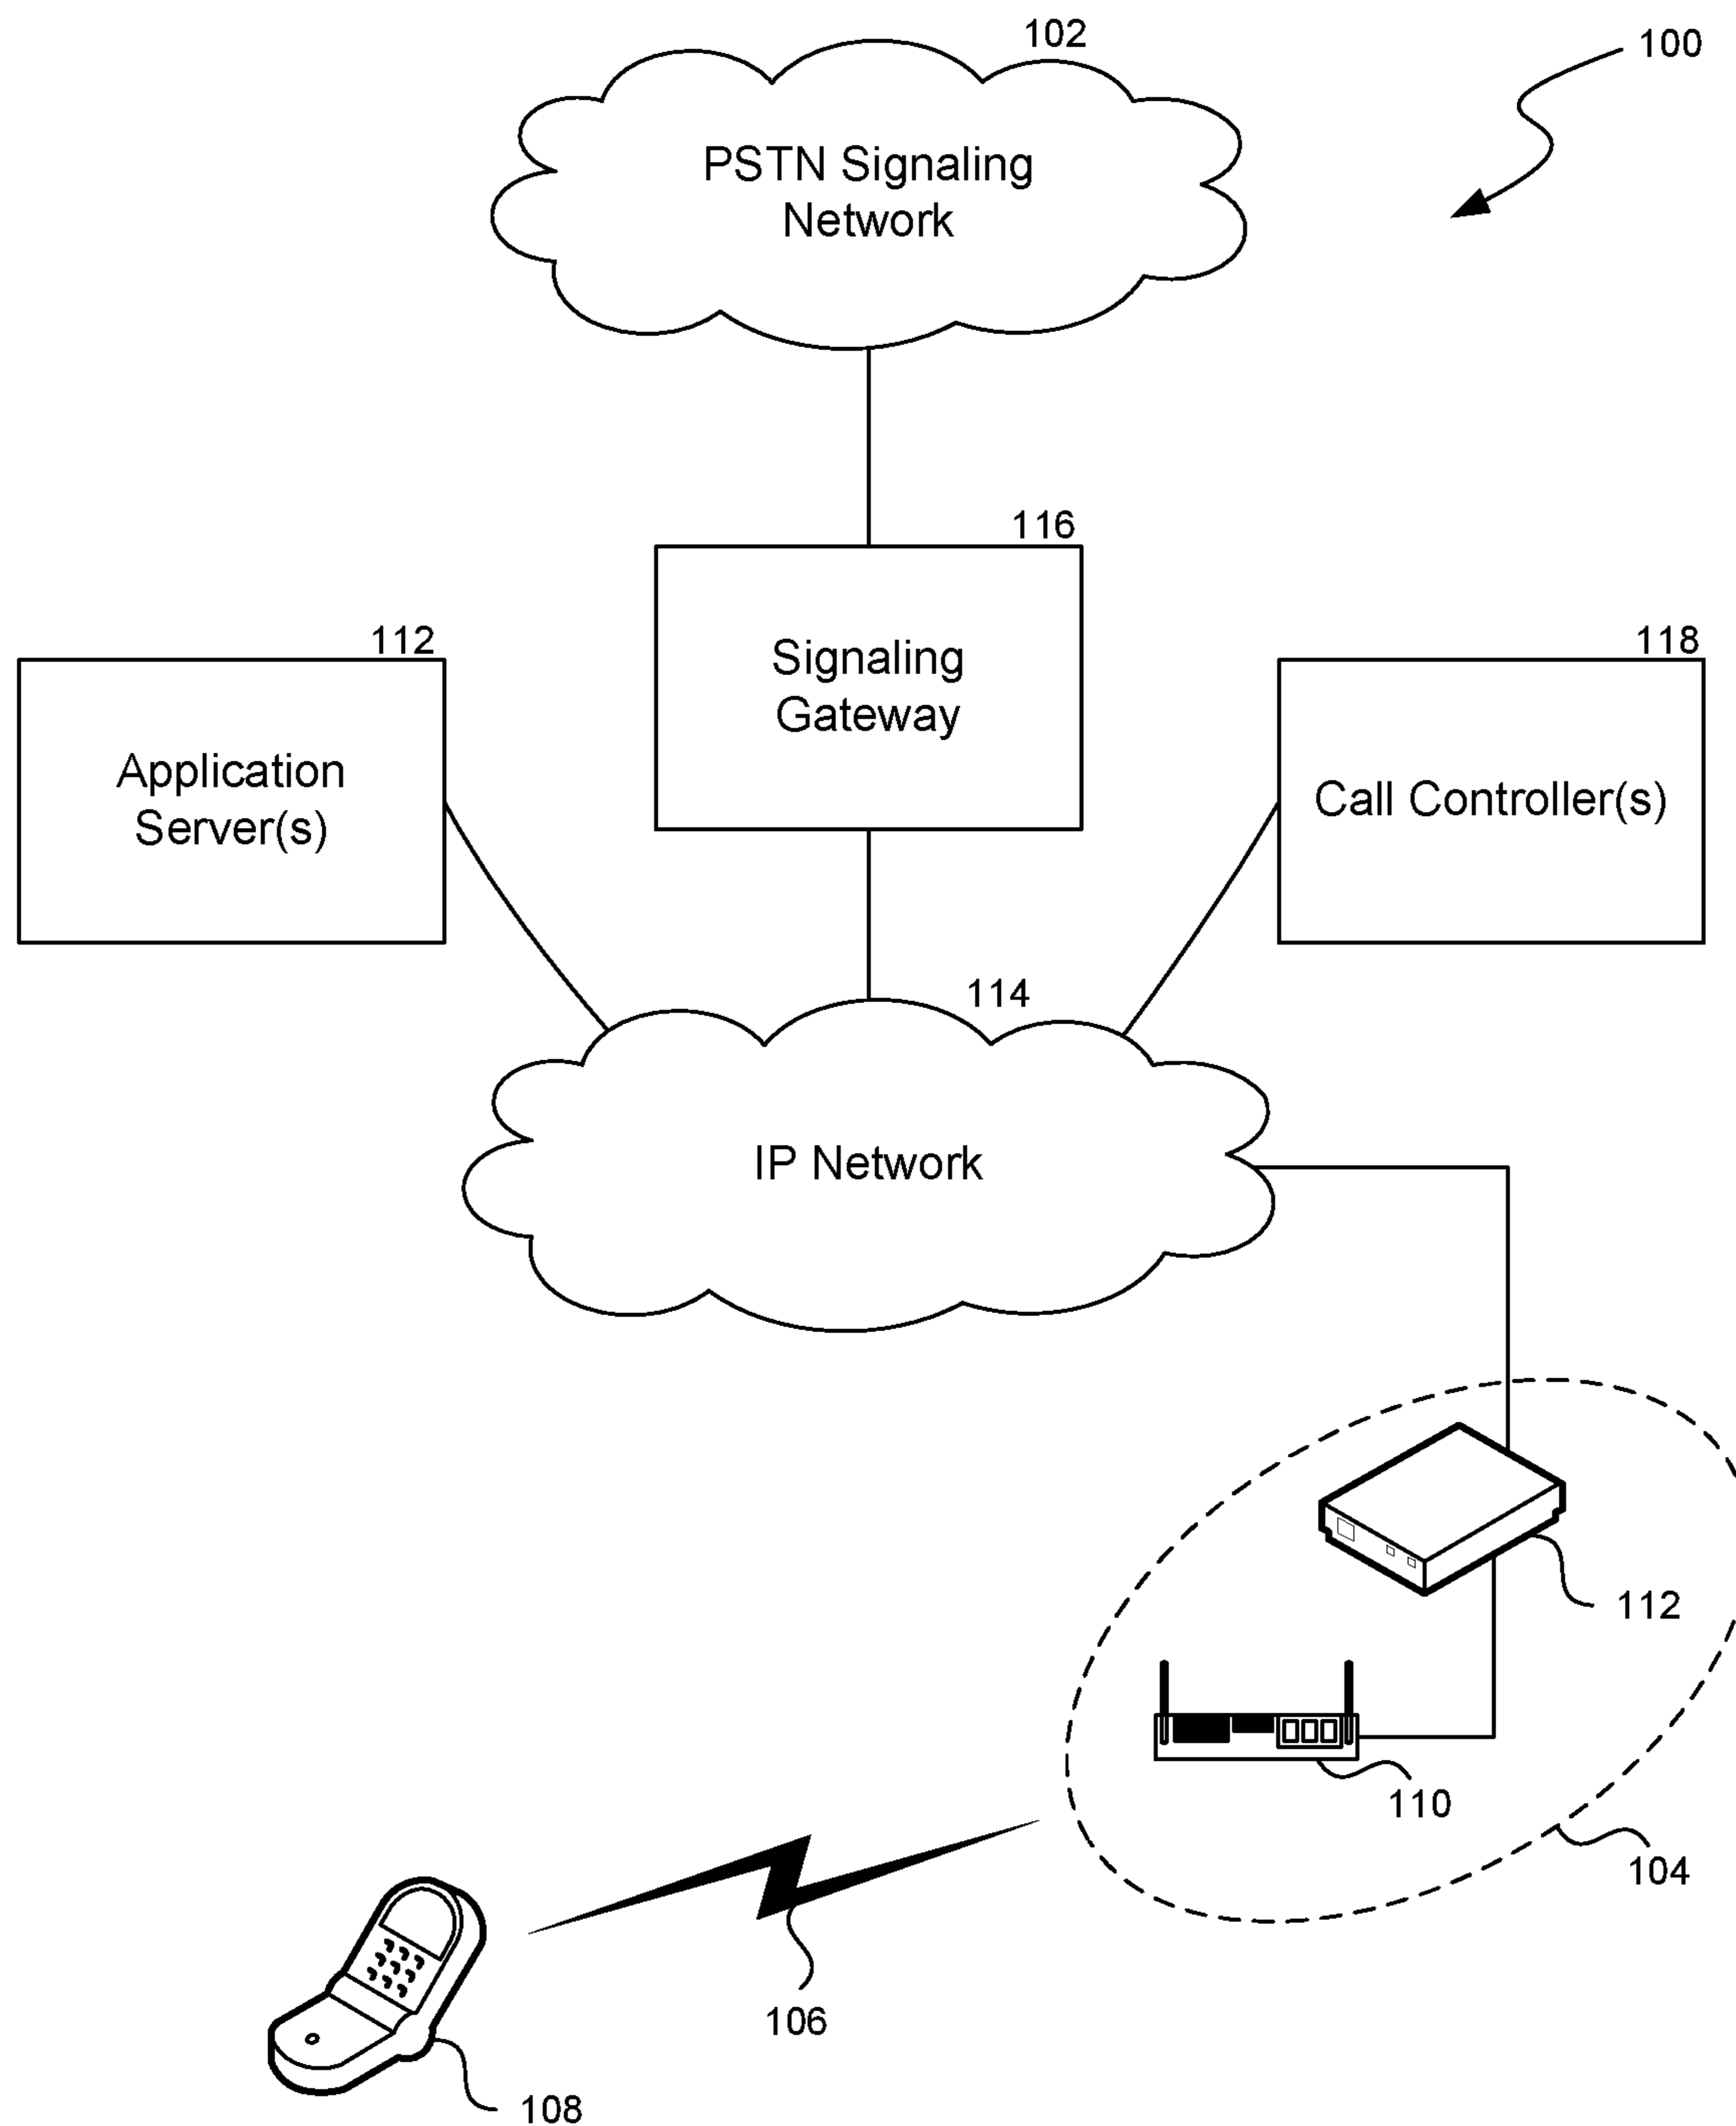 102
100
PSTN Signaling
Network
116
Signaling
Gateway
112
Application
Server(s)
118
Call Controller(s)
114
IP Network
112
110
104
106
108